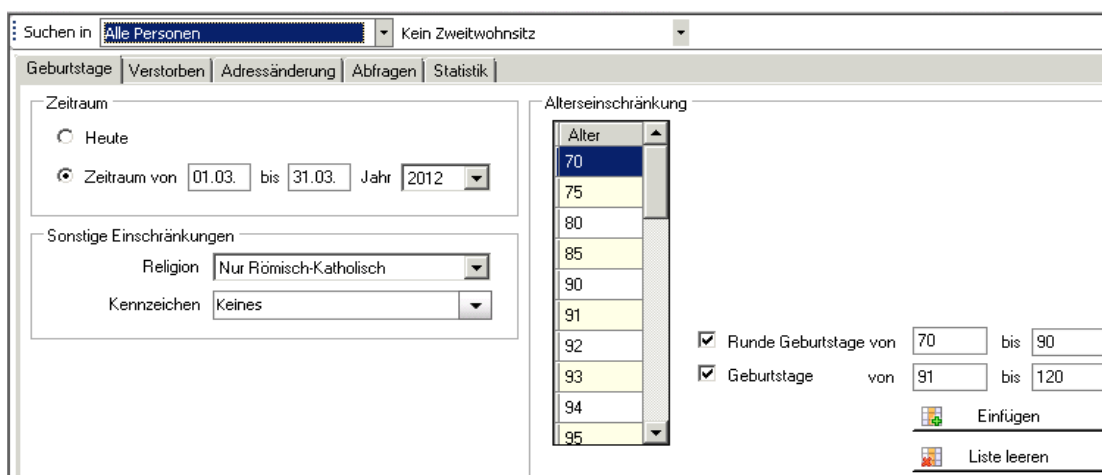 Suchen in Alle Personen Kein Zweitwohnsitz
Geburtstage Verstorben Adressänderung Abfragen Statistik
Zeitraum
Heute
Zeitraum von 01.03. bis 31.03. Jahr 2012
Sonstige Einschränkungen
Religion Nur Römisch-Katholisch
Kennzeichen Keines
Alterseinschränkung
Alter
70
75
80
85
90
91
92
93
94
95
Runde Geburtstage von 70 bis 90
Geburtstage von 91 bis 120
Einfügen
Liste leeren